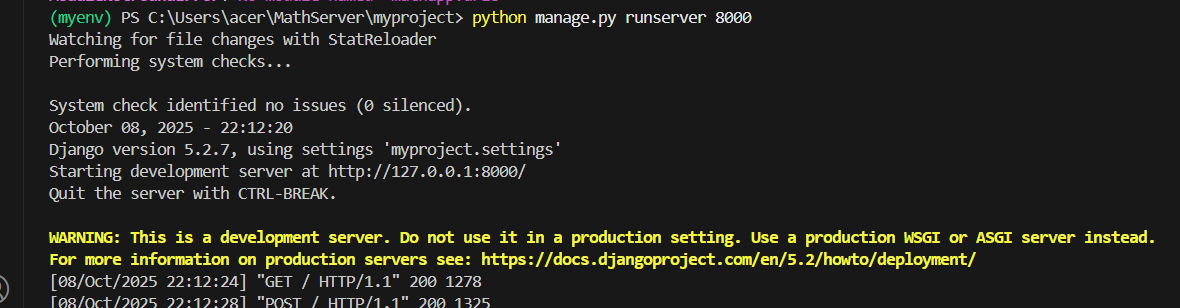 (myenv) PS C:\Users\acer\MathServer\myproject> python manage.py runserver 8000
Watching for file changes with StatReloader
Performing system checks...
System check identified no issues (0 silenced).
October 08, 2025 - 22:12:20
Django version 5.2.7, using settings 'myproject.settings'
Starting development server at http://127.0.0.1:8000/
Quit the server with CTRL-BREAK.
WARNING: This is a development server. Do not use it in a production setting. Use a production WSGI or ASGI server instead.
For more information on production servers see: https://docs.djangoproject.com/en/5.2/howto/deployment/
[08/Oct/2025 22:12:24] "GET / HTTP/1.1" 200 1278
[08/Oct/2025 22:12:28] "POST / HTTP/1.1" 200 1325